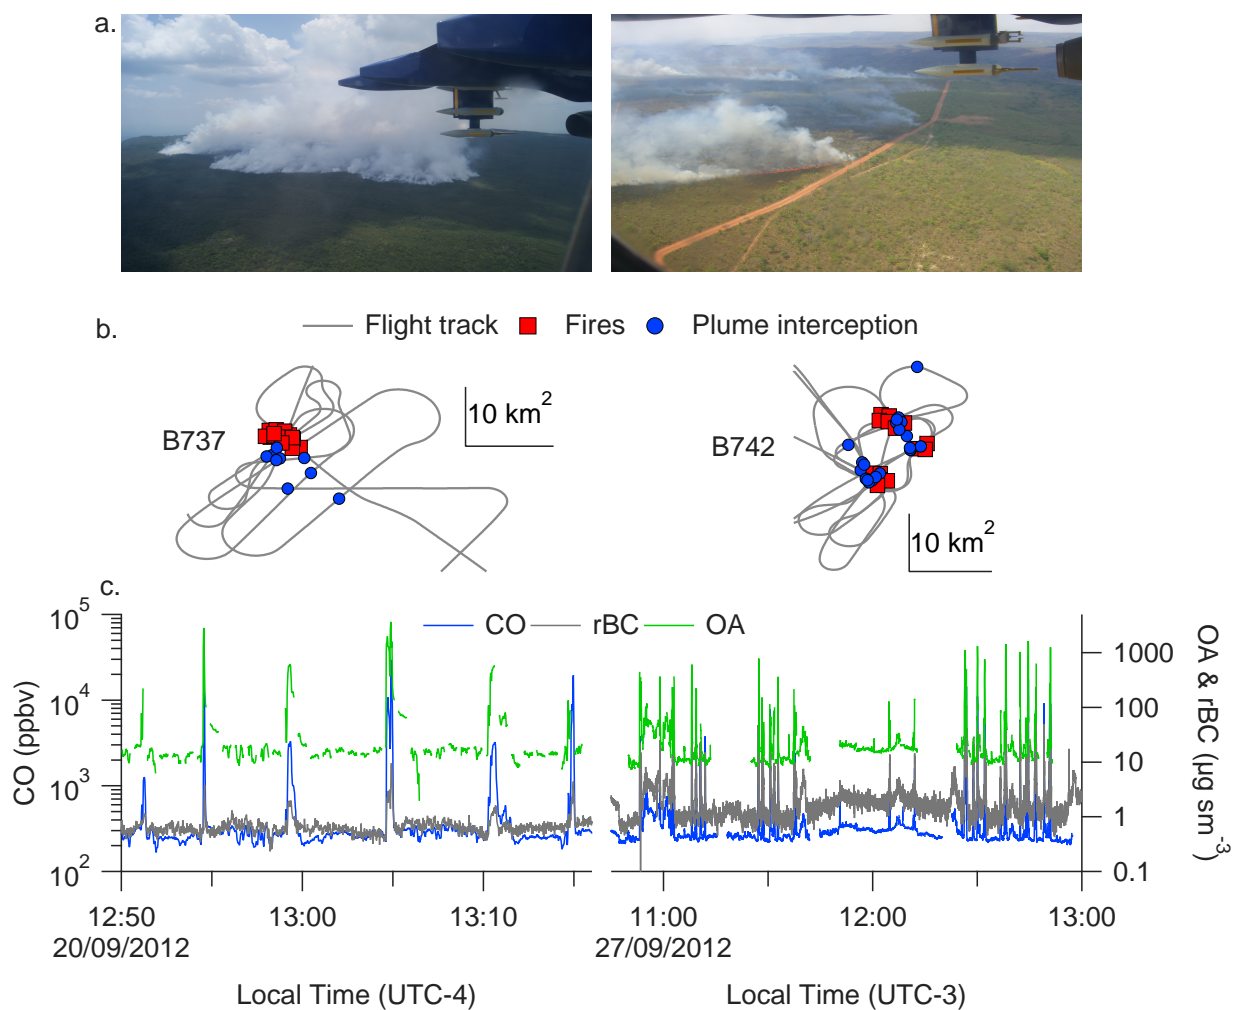 a.
b.
Flight track Fires Plume interception
B737
10 km2
B742
10 km2
c.
CO rBC OA
CO (ppbv)
10^5
10^4
10^3
10^2
OA & rBC (µg sm^-3)
1000
100
10
1
0.1
12:50 13:00 13:10 11:00 12:00 13:00
20/09/2012 27/09/2012
Local Time (UTC-4) Local Time (UTC-3)